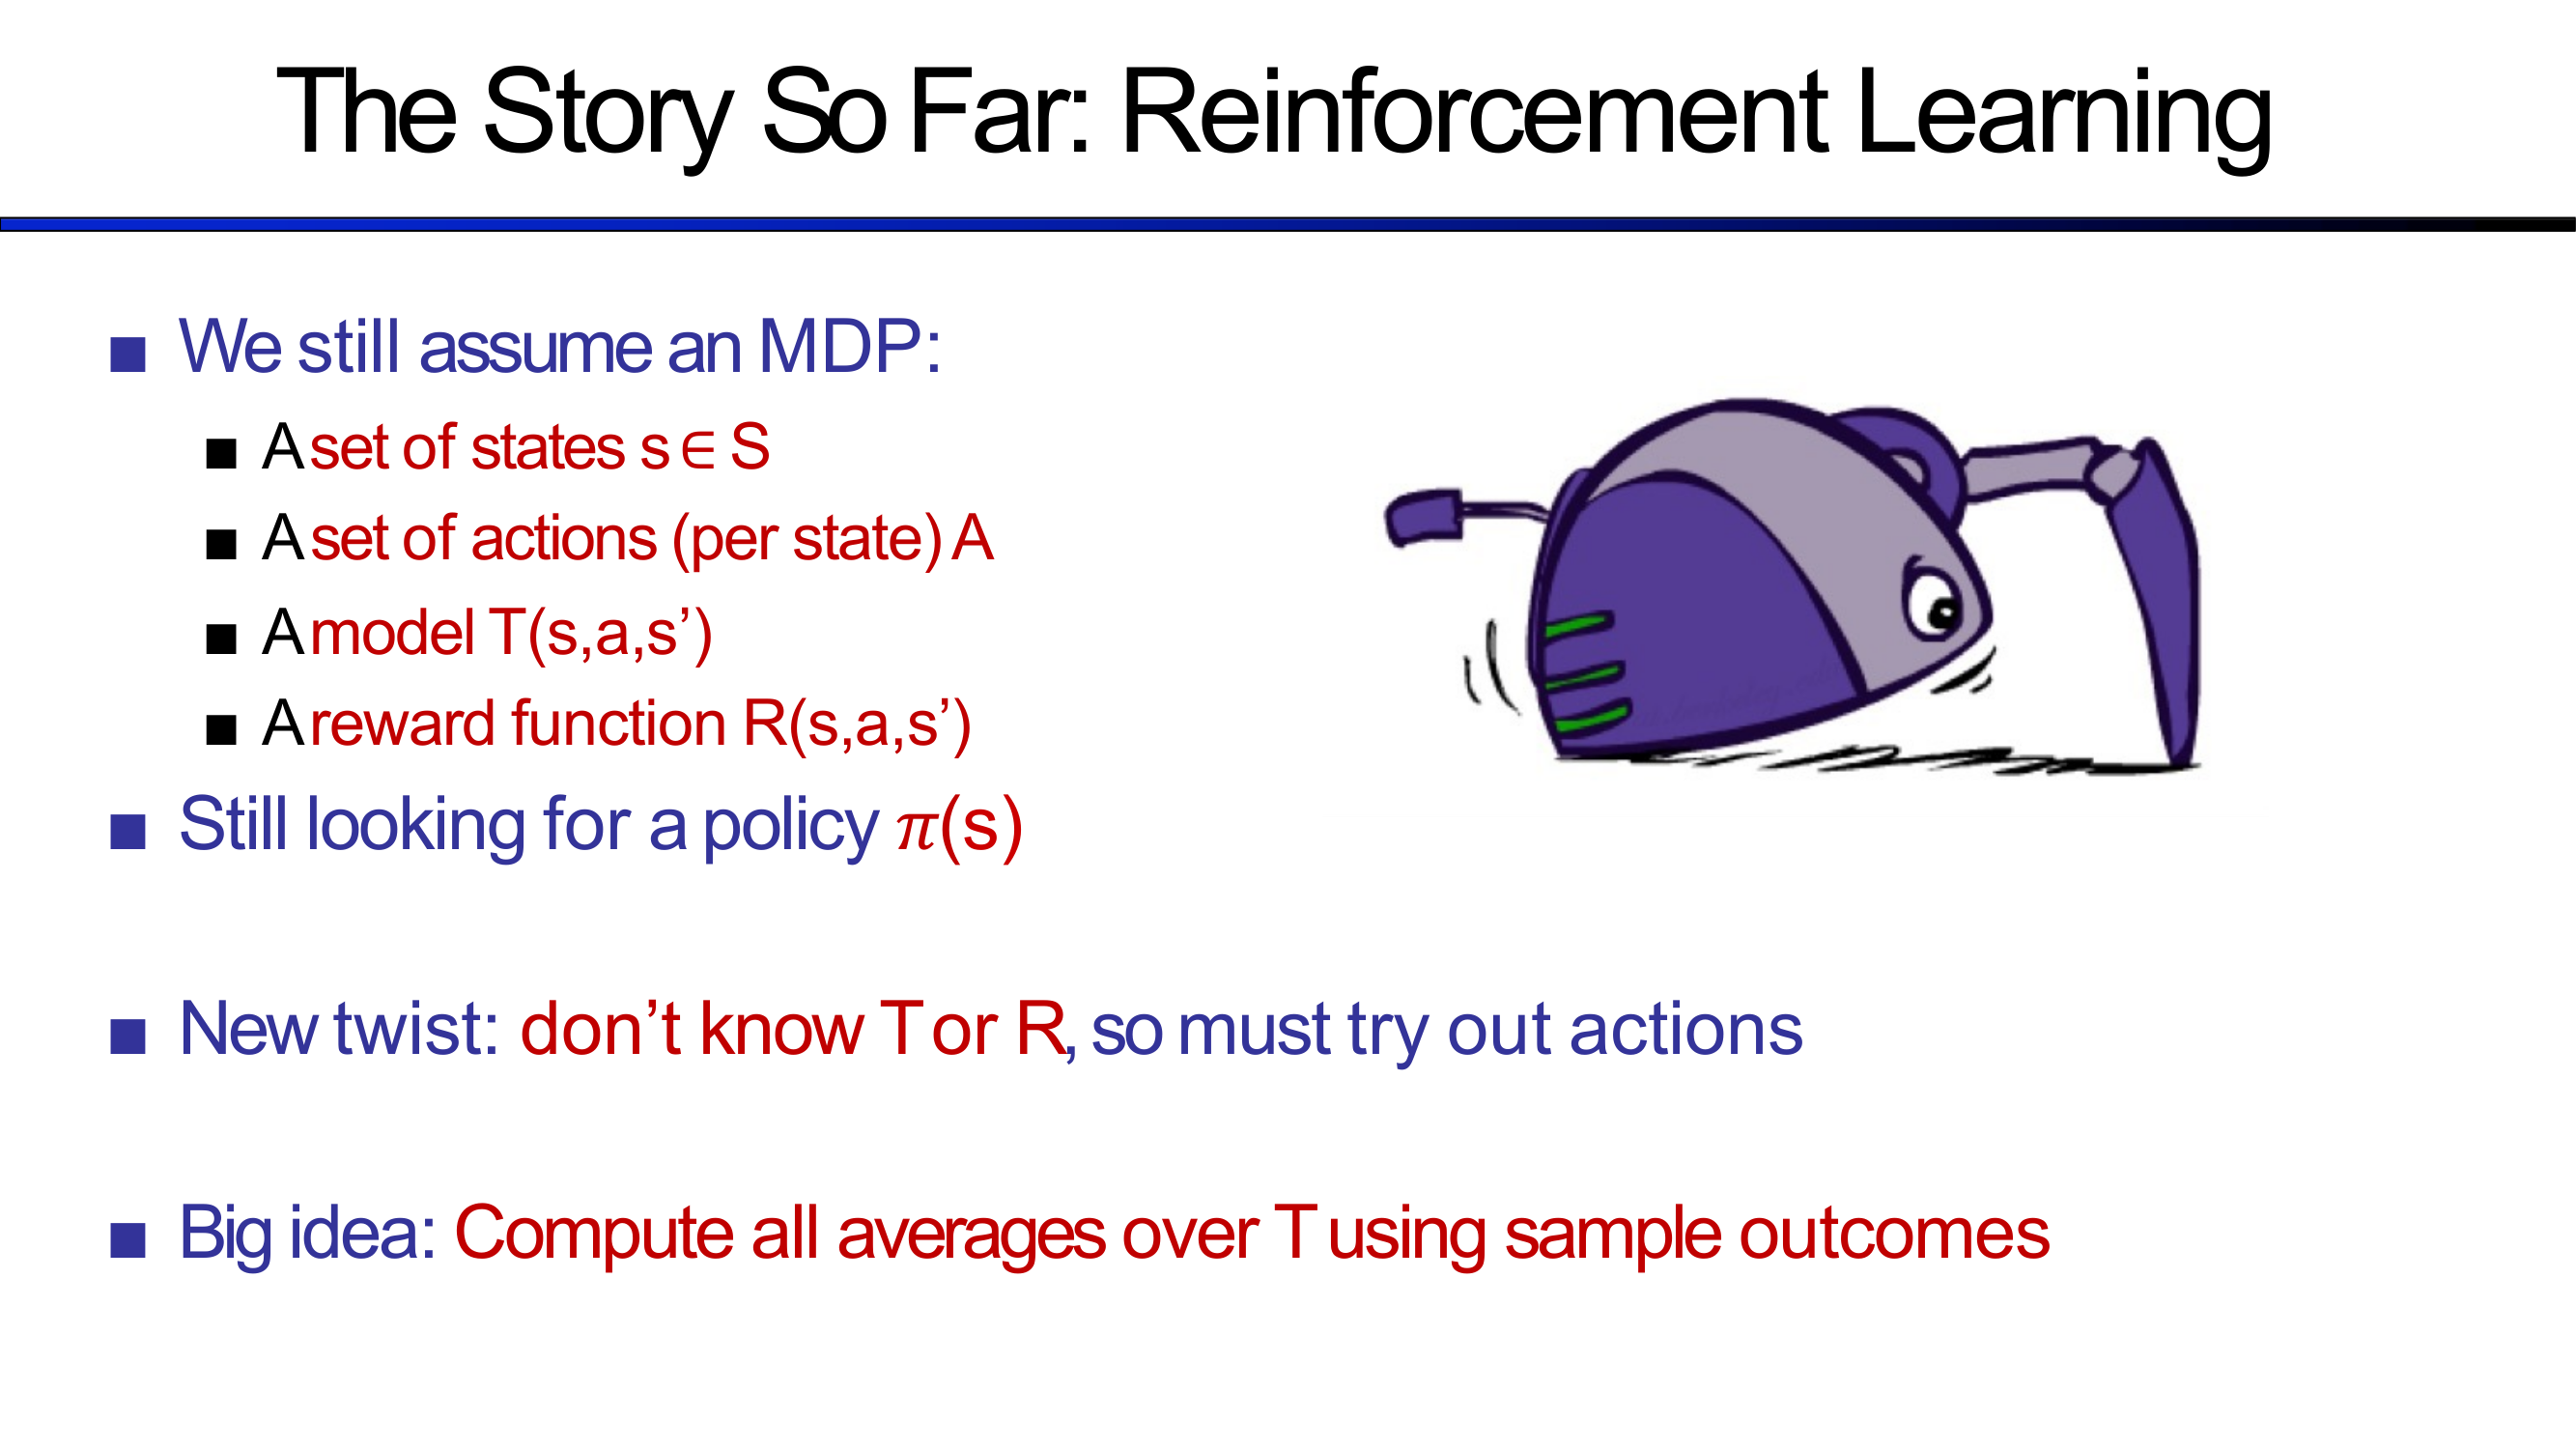 The Story So Far: Reinforcement Learning
■ We still assume an MDP:
■ A set of states s ∈ S
■ A set of actions (per state) A
■ A model T(s,a,s’)
■ A reward function R(s,a,s’)
■ Still looking for a policy π(s)
■ New twist: don’t know T or R, so must try out actions
■ Big idea: Compute all averages over T using sample outcomes